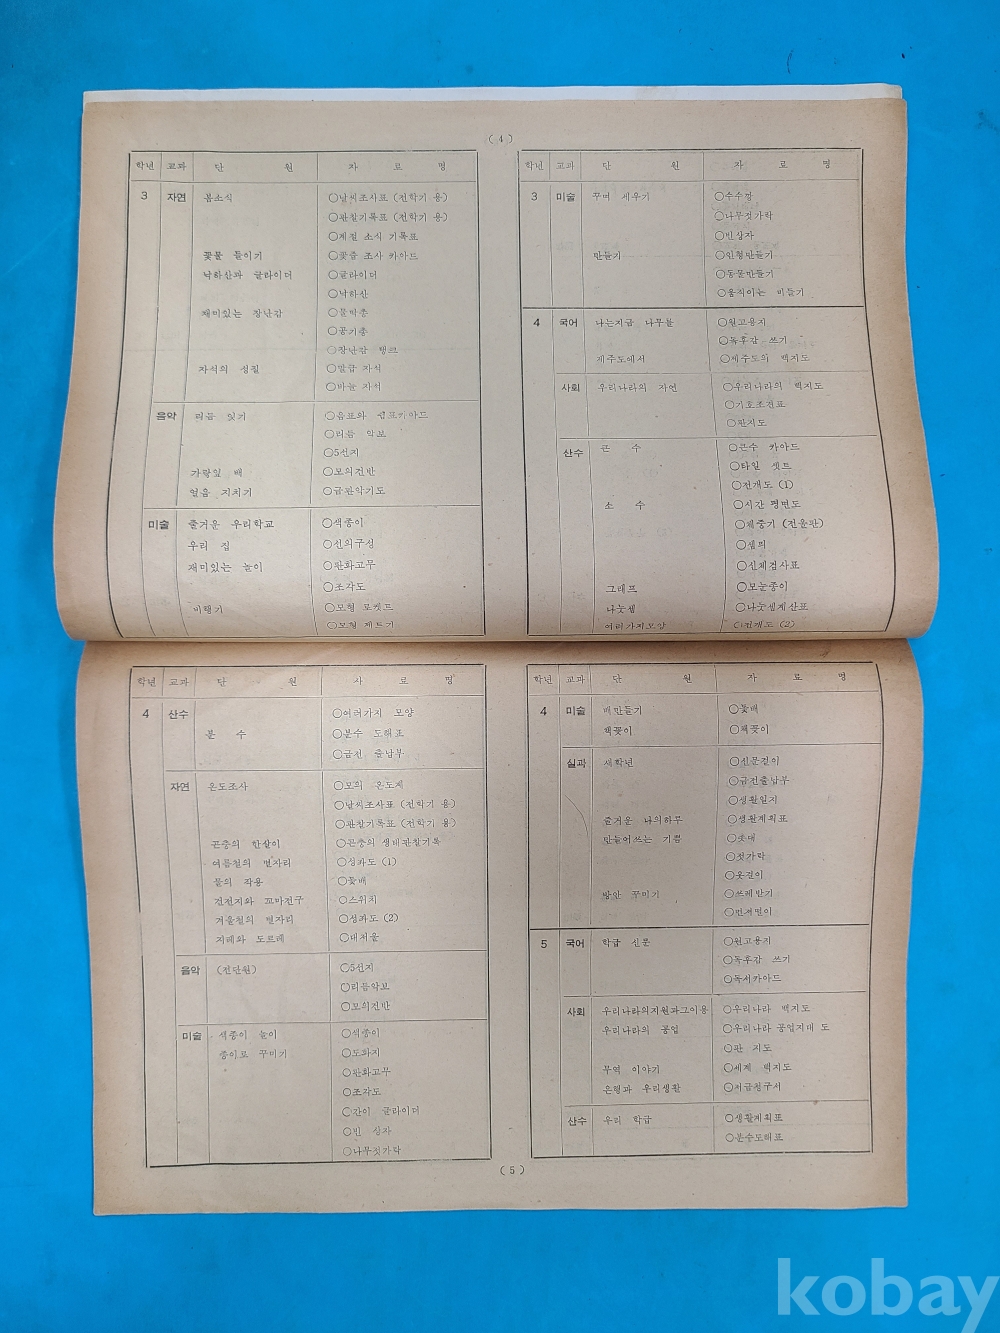 ( 4 )
학년 교과 단 원 자 료 명
3 자연 봄소식 ○날씨조사표 (전학기 용)
○관찰기록표 (전학기 용)
○계절 소식 기록표
꽃물 들이기 ○꽃즙 조사 카아드
낙하산과 글라이더 ○글라이더
○낙하산
재미있는 장난감 ○물딱총
○공기총
○장난감 탱크
자석의 성질 ○말굽 자석
○바늘 자석
음악 리듬 잇기 ○음표와 쉼표카아드
○리듬 악보
○5선지
가랑잎 배 ○모의건반
얼음 지치기 ○금관악기도
미술 즐거운 우리학교 ○색종이
우리 집 ○선의구성
재미있는 놀이 ○판화고무
○조각도
비행기 ○모형 로케트
○모형 제트기
학년 교과 단 원 자 료 명
3 미술 꾸며 세우기 ○수수깡
○나무젓가락
○빈상자
만들기 ○인형만들기
○동물만들기
○움직이는 비둘기
4 국어 나는지금 나무를 ○원고용지
○독후감 쓰기
제주도에서 ○제주도의 백지도
사회 우리나라의 자연 ○우리나라의 백지도
○기호조건표
○판지도
산수 큰 수 ○큰수 카아드
○타일 셋트
○전개도 (1)
소 수 ○시간 평면도
○셈띄
○신체검사표
그래프 ○모눈종이
나눗셈 ○나눗셈계산표
여러가지모양 ○전개도 (2)
학년 교과 단 원 자 료 명
4 산수 ○여러가지 모양
분 수 ○분수 도해표
○금전 출납부
자연 온도조사 ○모의 온도계
○날씨조사표 (전학기 용)
○관찰기록표 (전학기 용)
곤충의 한살이 ○곤충의 생태관찰기록
여름철의 별자리 ○성좌도 (1)
물의 작용 ○돛배
건전지와 꼬마전구 ○스위치
겨울철의 별자리 ○성좌도 (2)
지레와 도르레 ○대저울
음악 (전단원) ○5선지
○리듬악보
○모의건반
미술 색종이 놀이 ○색종이
종이로 꾸미기 ○도화지
○판화고무
○조각도
○간이 글라이더
○빈 상자
○나무젓가락
학년 교과 단 원 자 료 명
4 미술 배만들기 ○돛배
책꽂이 ○책꽂이
실과 새학년 ○신문걸이
○금전출납부
○생활일지
즐거운 나의하루 ○생활계획표
만들어쓰는 기쁨 ○솟대
○젓가락
○옷걸이
방안 꾸미기 ○쓰레받기
○먼저떨이
5 국어 학급 신문 ○원고용지
○독후감 쓰기
○독서카아드
사회 우리나라의자원과그이용 ○우리나라 백지도
우리나라의 공업 ○우리나라 공업지대 도
○판 지도
무역 이야기 ○세계 백지도
은행과 우리생활 ○저금청구서
산수 우리 학급 ○생활계획표
○분수도해표
( 5 )
kobay